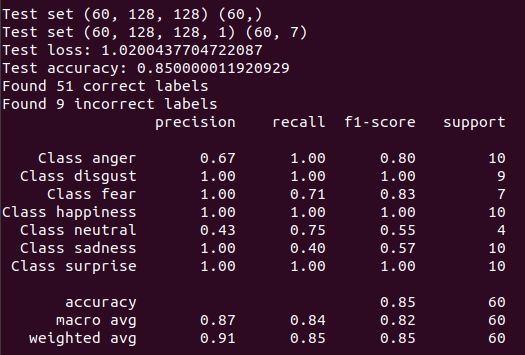 Test set (60, 128, 128) (60,)
Test set (60, 128, 128, 1) (60, 7)
Test loss: 1.0200437704722087
Test accuracy: 0.850000011920929
Found 51 correct labels
Found 9 incorrect labels
precision recall f1-score support
Class anger 0.67 1.00 0.80 10
Class disgust 1.00 1.00 1.00 9
Class fear 1.00 0.71 0.83 7
Class happiness 1.00 1.00 1.00 10
Class neutral 0.43 0.75 0.55 4
Class sadness 1.00 0.40 0.57 10
Class surprise 1.00 1.00 1.00 10
accuracy 0.85 60
macro avg 0.87 0.84 0.82 60
weighted avg 0.91 0.85 0.85 60